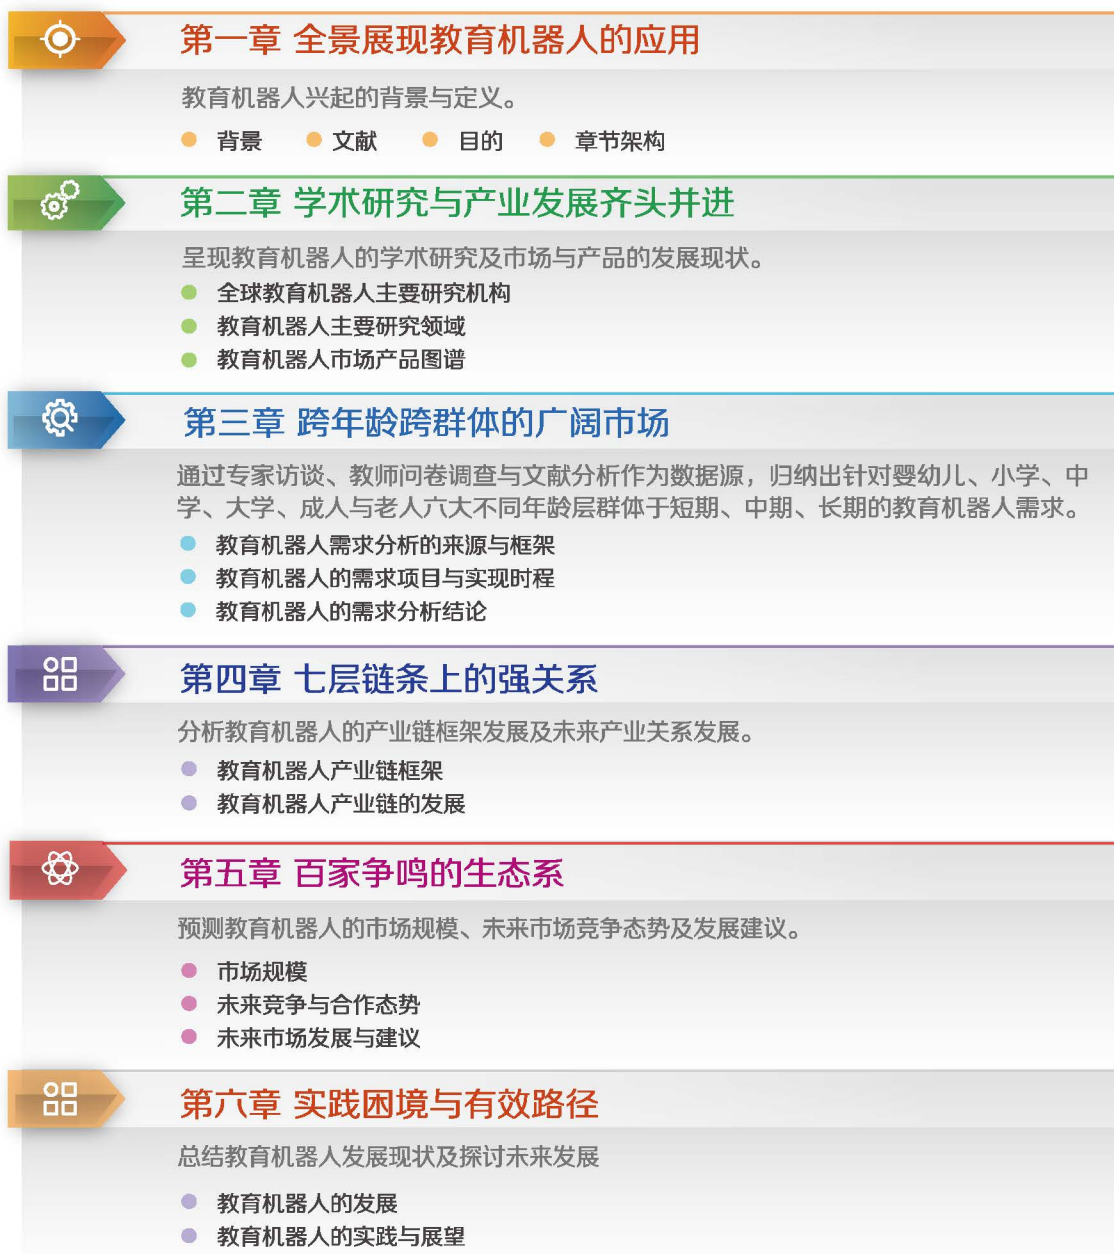 第一章 全景展现教育机器人的应用
教育机器人兴起的背景与定义。
背景 文献 目的 章节架构
第二章 学术研究与产业发展齐头并进
呈现教育机器人的学术研究及市场与产品的发展现状。
全球教育机器人主要研究机构
教育机器人主要研究领域
教育机器人市场产品图谱
第三章 跨年龄跨群体的广阔市场
通过专家访谈、教师问卷调查与文献分析作为数据源，归纳出针对婴幼儿、小学、中
学、大学、成人与老人六大不同年龄层群体于短期、中期、长期的教育机器人需求。
教育机器人需求分析的来源与框架
教育机器人的需求项目与实现时程
教育机器人的需求分析结论
第四章 七层链条上的强关系
分析教育机器人的产业链框架发展及未来产业关系发展。
教育机器人产业链框架
教育机器人产业链的发展
第五章 百家争鸣的生态系
预测教育机器人的市场规模、未来市场竞争态势及发展建议。
市场规模
未来竞争与合作态势
未来市场发展与建议
第六章 实践困境与有效路径
总结教育机器人发展现状及探讨未来发展
教育机器人的发展
教育机器人的实践与展望